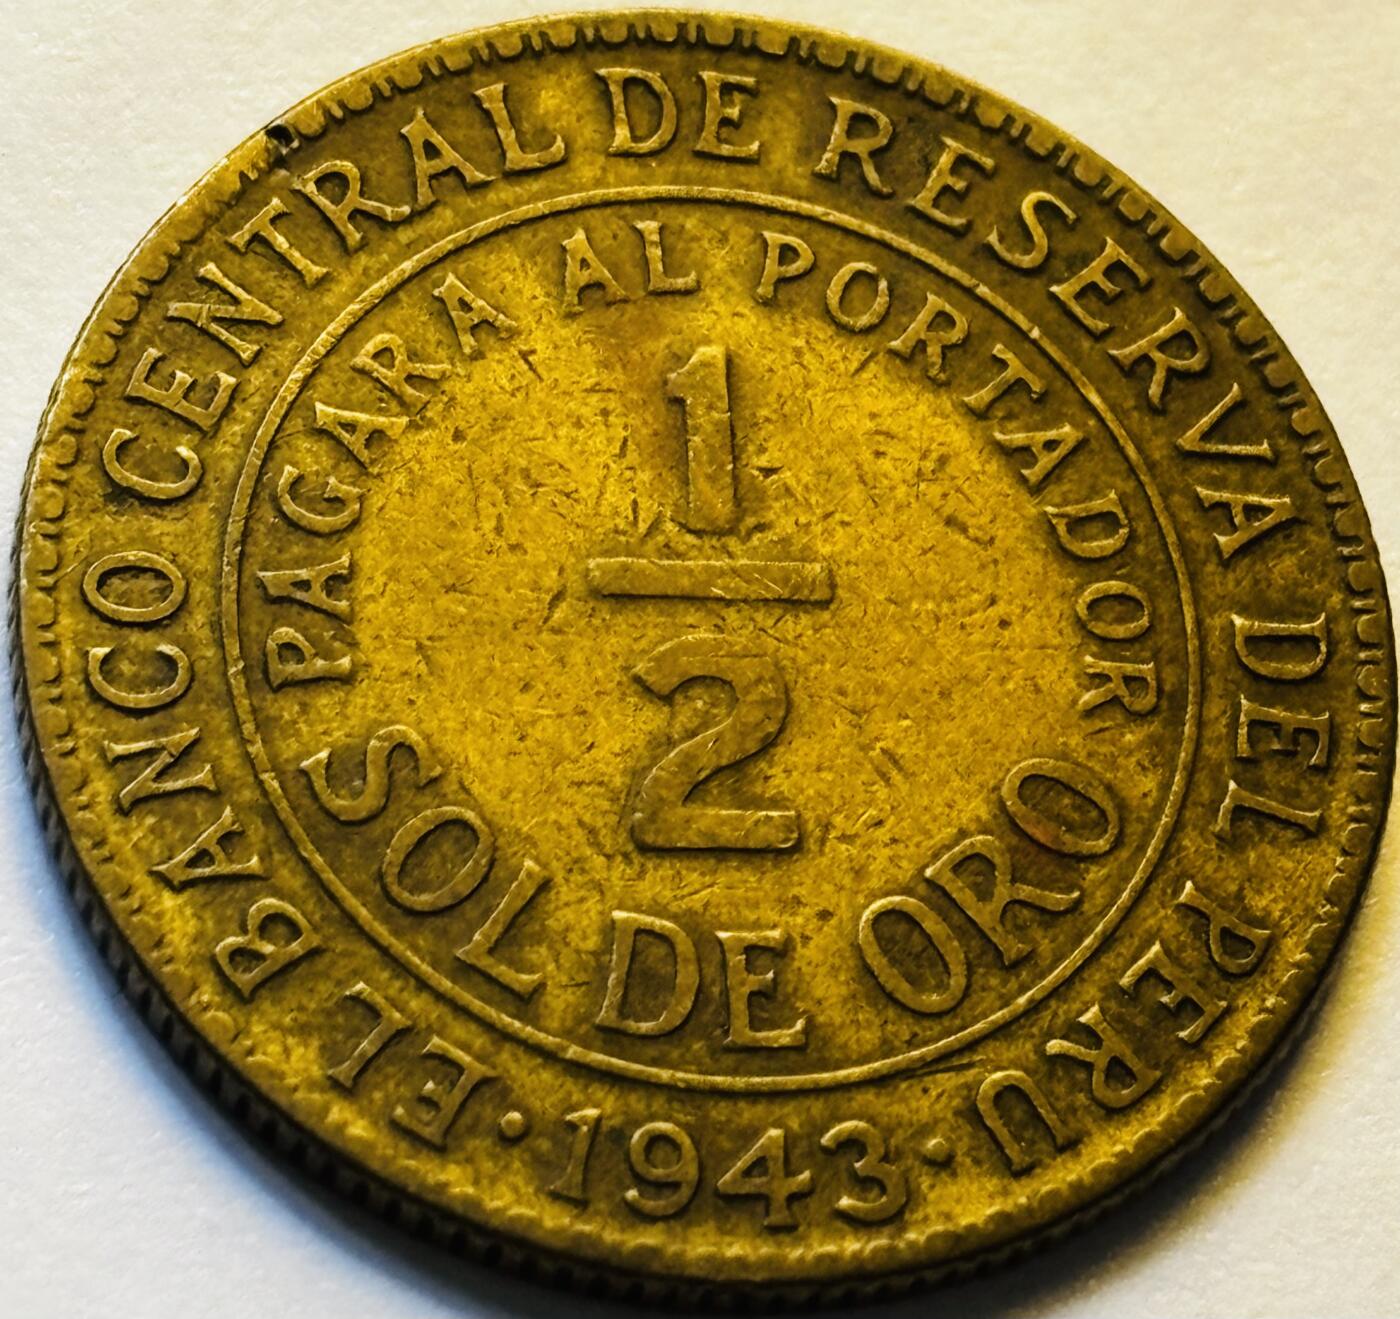 EL BANCO CENTRAL DE RESERVA DEL PERU
PAGARA AL PORTADOR
1
2
SOL DE ORO
· 1943 ·